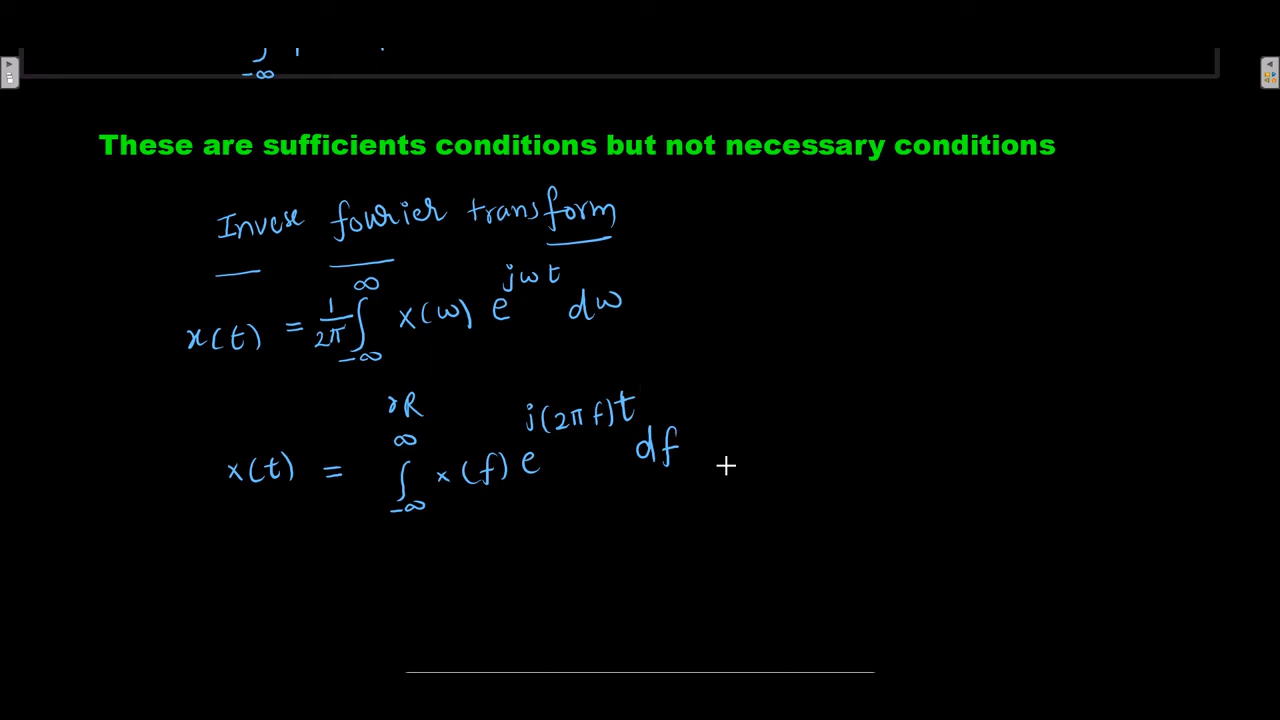 -∞
These are sufficients conditions but not necessary conditions
Invese fourier transform
x(t) = 1/2π ∫_{-∞}^{∞} X(ω) e^{jωt} dω
x(t) = ∫_{-∞}^{∞} x(f) e^{j(2πf)t} df